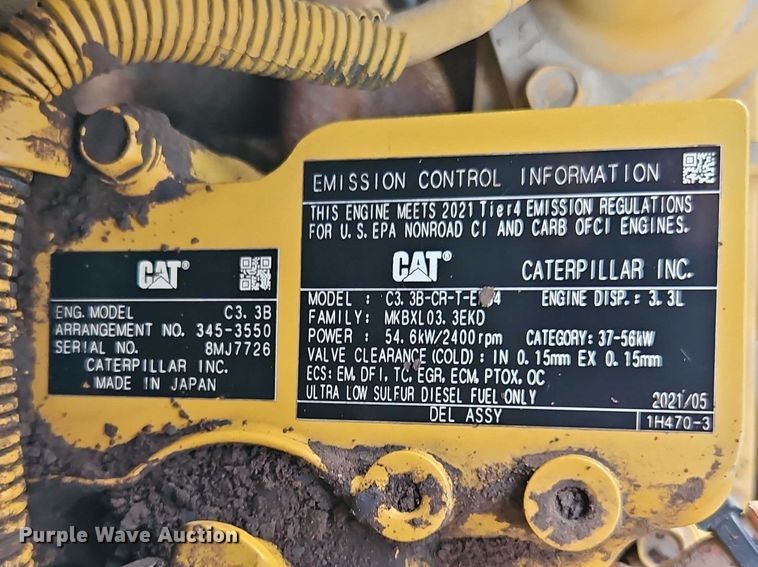 CAT®
ENG. MODEL C3. 3B
ARRANGEMENT NO. 345-3550
SERIAL NO. 8MJ7726
CATERPILLAR INC.
MADE IN JAPAN
EMISSION CONTROL INFORMATION
THIS ENGINE MEETS 2021 Tier4 EMISSION REGULATIONS
FOR U. S. EPA NONROAD CI AND CARB OFCI ENGINES.
CAT® CATERPILLAR INC.
MODEL : ENGINE DISP.: 3. 3L
FAMILY: MKBXL03. 3EKD
POWER : 54. 6kW/2400rpm CATEGORY: 37-56kW
VALVE CLEARANCE (COLD) : IN 0. 15mm EX 0. 15mm
ECS: EM, DFI, TC, EGR, ECM, PTOX, OC
ULTRA LOW SULFUR DIESEL FUEL ONLY 2021/05
DEL ASSY 1H470-3
Purple Wave Auction